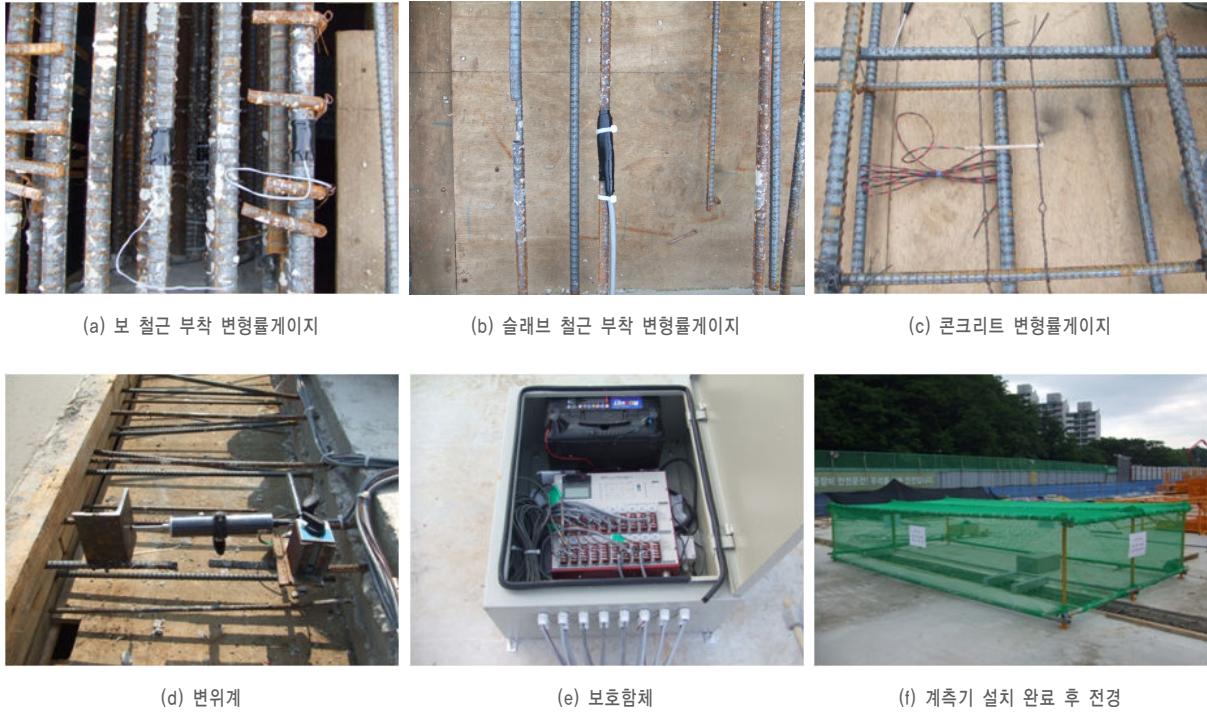 (a) 보 철근 부착 변형률게이지
(b) 슬래브 철근 부착 변형률게이지
(c) 콘크리트 변형률게이지
(d) 변위계
(e) 보호함체
(f) 계측기 설치 완료 후 전경